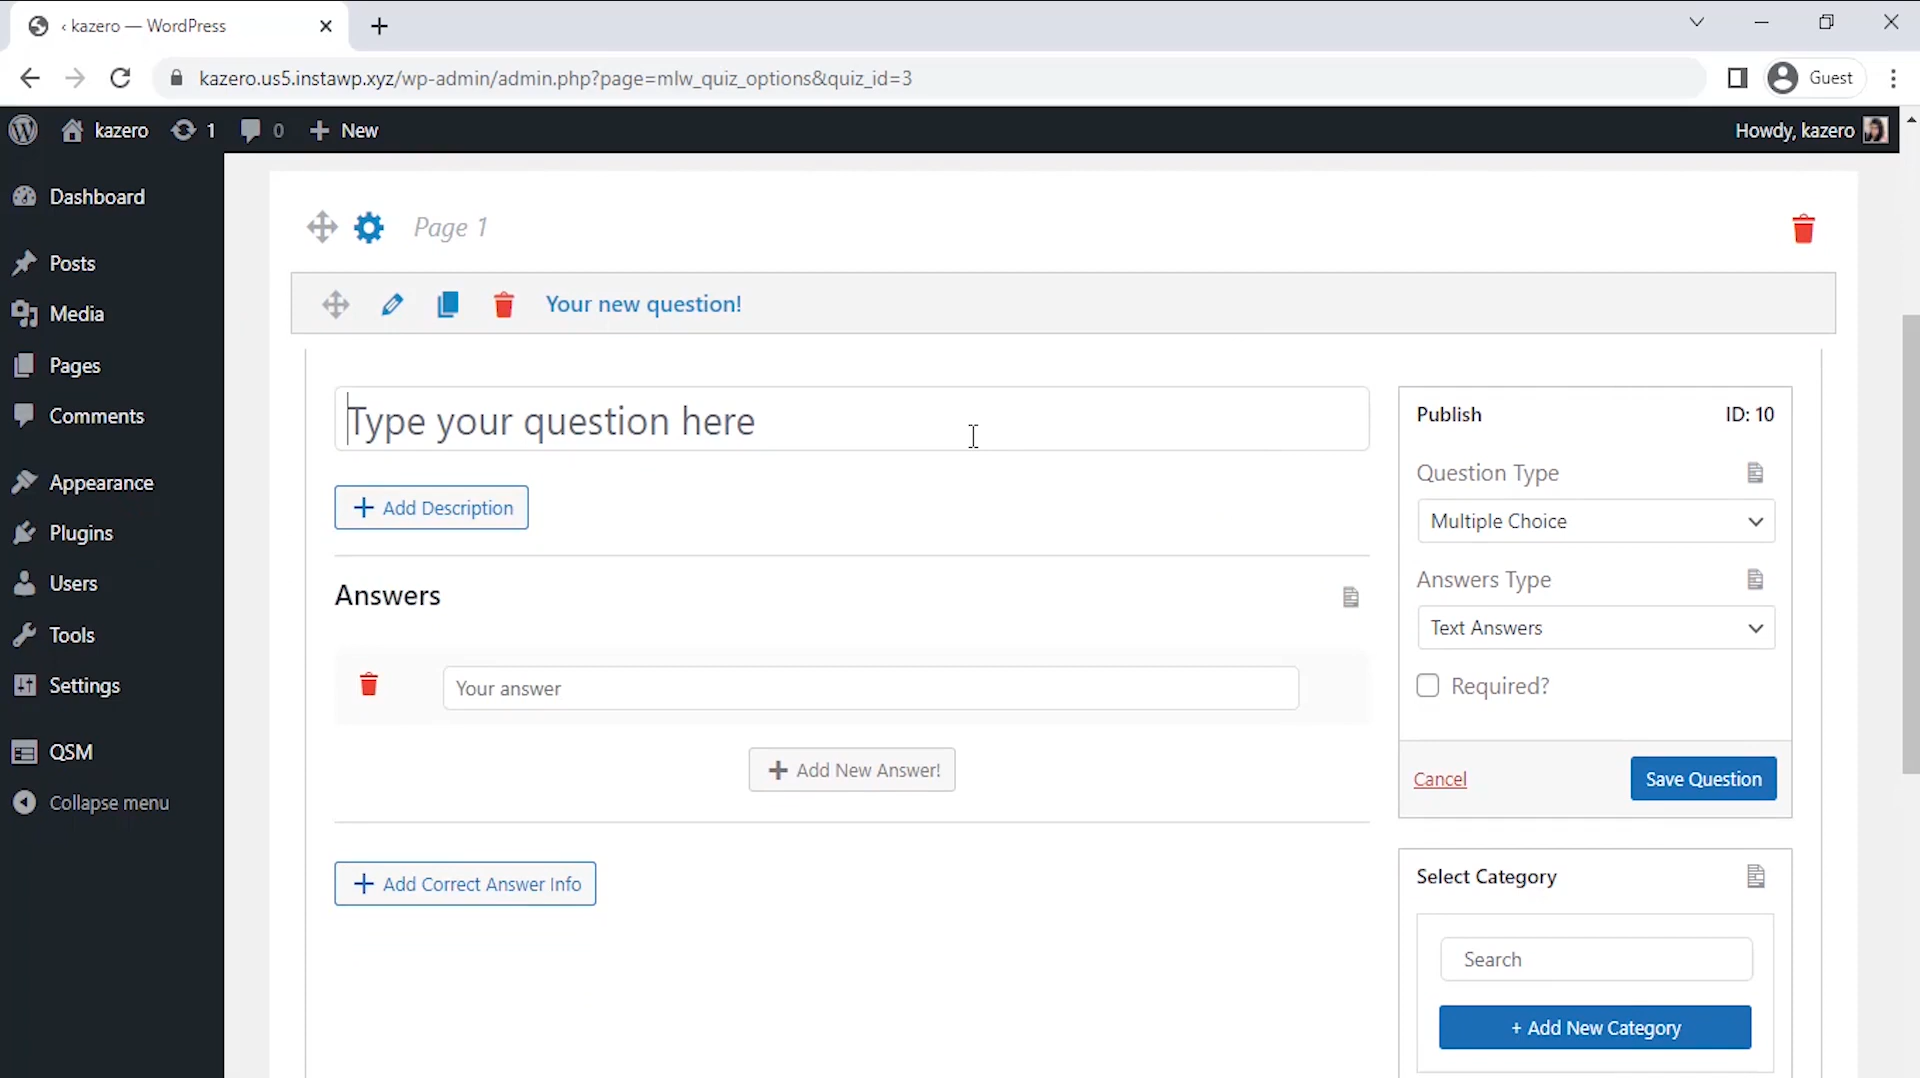 ‹ kazero — WordPress
kazero.us5.instawp.xyz/wp-admin/admin.php?page=mlw_quiz_options&quiz_id=3
Guest
kazero
1
0
New
Howdy, kazero
Dashboard
Posts
Media
Pages
Comments
Appearance
Plugins
Users
Tools
Settings
QSM
Collapse menu
Page 1
Your new question!
Type your question here
Add Description
Answers
Your answer
Add New Answer!
Add Correct Answer Info
Publish ID: 10
Question Type
Multiple Choice
Answers Type
Text Answers
Required?
Cancel
Save Question
Select Category
Search
+ Add New Category